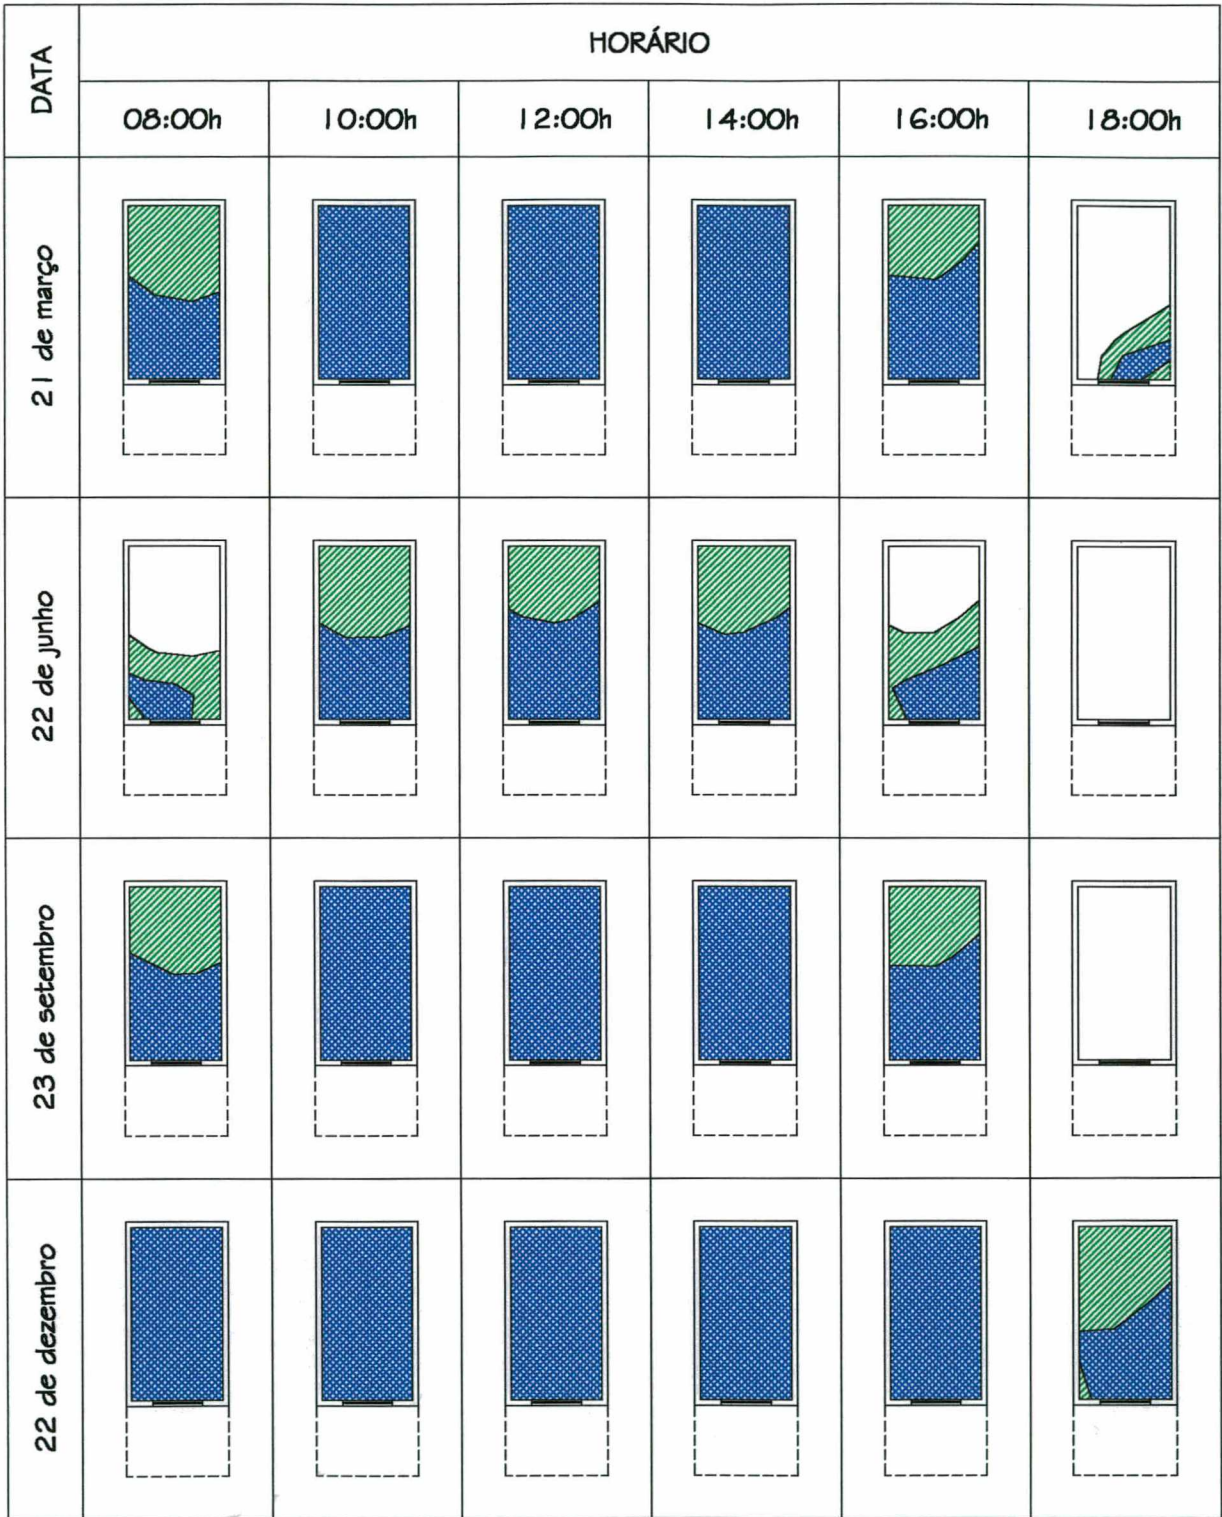 DATA
HORÁRIO
08:00h
10:00h
12:00h
14:00h
16:00h
18:00h
21 de março
22 de junho
23 de setembro
22 de dezembro